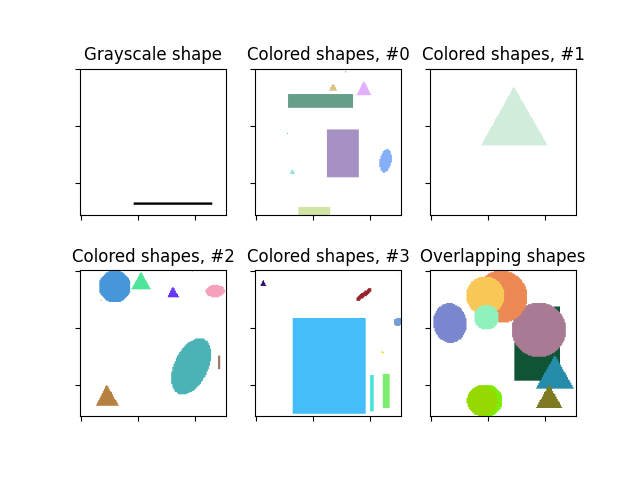 Grayscale shape
Colored shapes, #0
Colored shapes, #1
Colored shapes, #2
Colored shapes, #3
Overlapping shapes